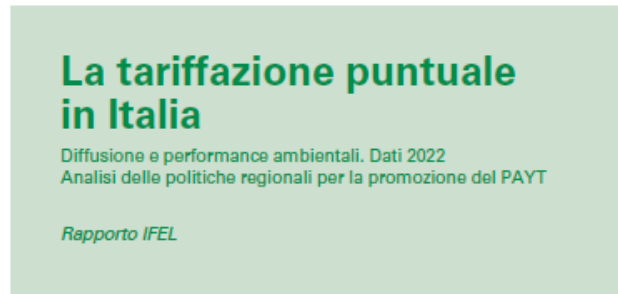 La tariffazione puntuale
in Italia
Diffusione e performance ambientali. Dati 2022
Analisi delle politiche regionali per la promozione del PAYT
Rapporto IFEL